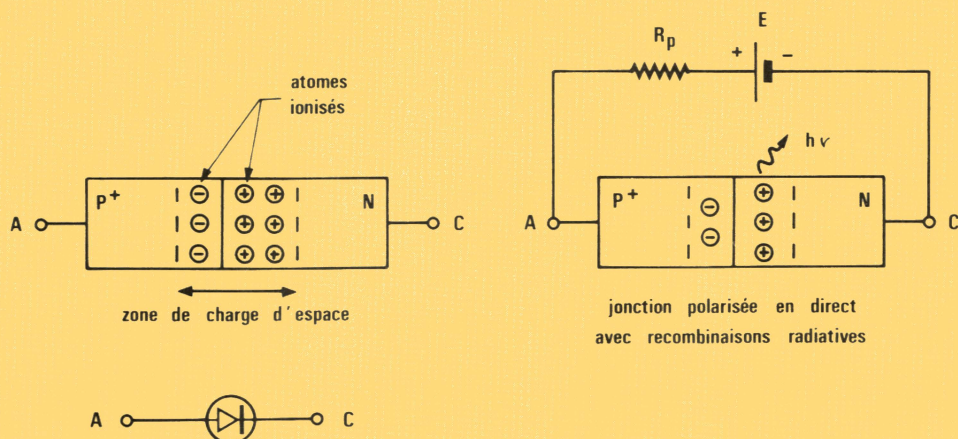 atomes
ionisés
P+ N
A C
zone de charge d'espace
E
Rp + -
hν
P+ N
A C
jonction polarisée en direct
avec recombinaisons radiatives
A C